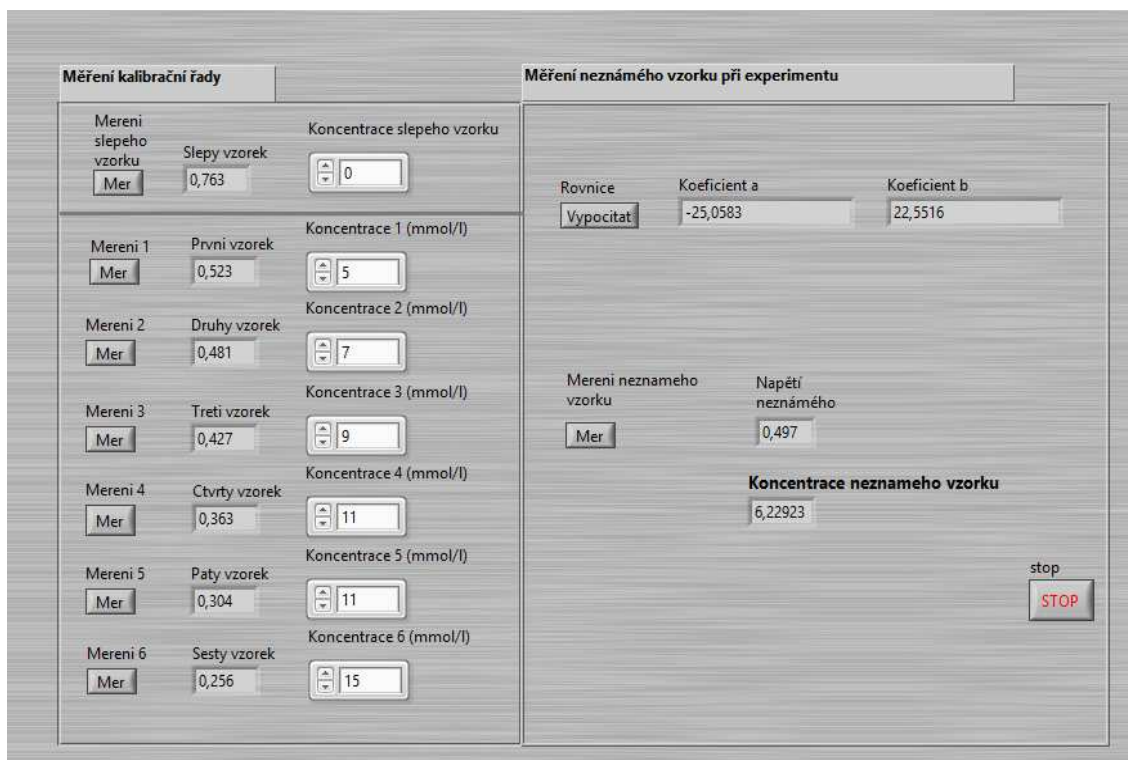 Měření kalibrační řady
Mereni
slepeho
vzorku
Mer
Slepy vzorek
0,763
Koncentrace slepeho vzorku
0
Mereni 1
Mer
Prvni vzorek
0,523
Koncentrace 1 (mmol/l)
5
Mereni 2
Mer
Druhy vzorek
0,481
Koncentrace 2 (mmol/l)
7
Mereni 3
Mer
Treti vzorek
0,427
Koncentrace 3 (mmol/l)
9
Mereni 4
Mer
Ctvrty vzorek
0,363
Koncentrace 4 (mmol/l)
11
Mereni 5
Mer
Paty vzorek
0,304
Koncentrace 5 (mmol/l)
11
Mereni 6
Mer
Sesty vzorek
0,256
Koncentrace 6 (mmol/l)
15
Měření neznámého vzorku při experimentu
Rovnice
Vypocitat
Koeficient a
-25,0583
Koeficient b
22,5516
Mereni neznameho
vzorku
Mer
Napětí
neznámého
0,497
Koncentrace neznameho vzorku
6,22923
stop
STOP